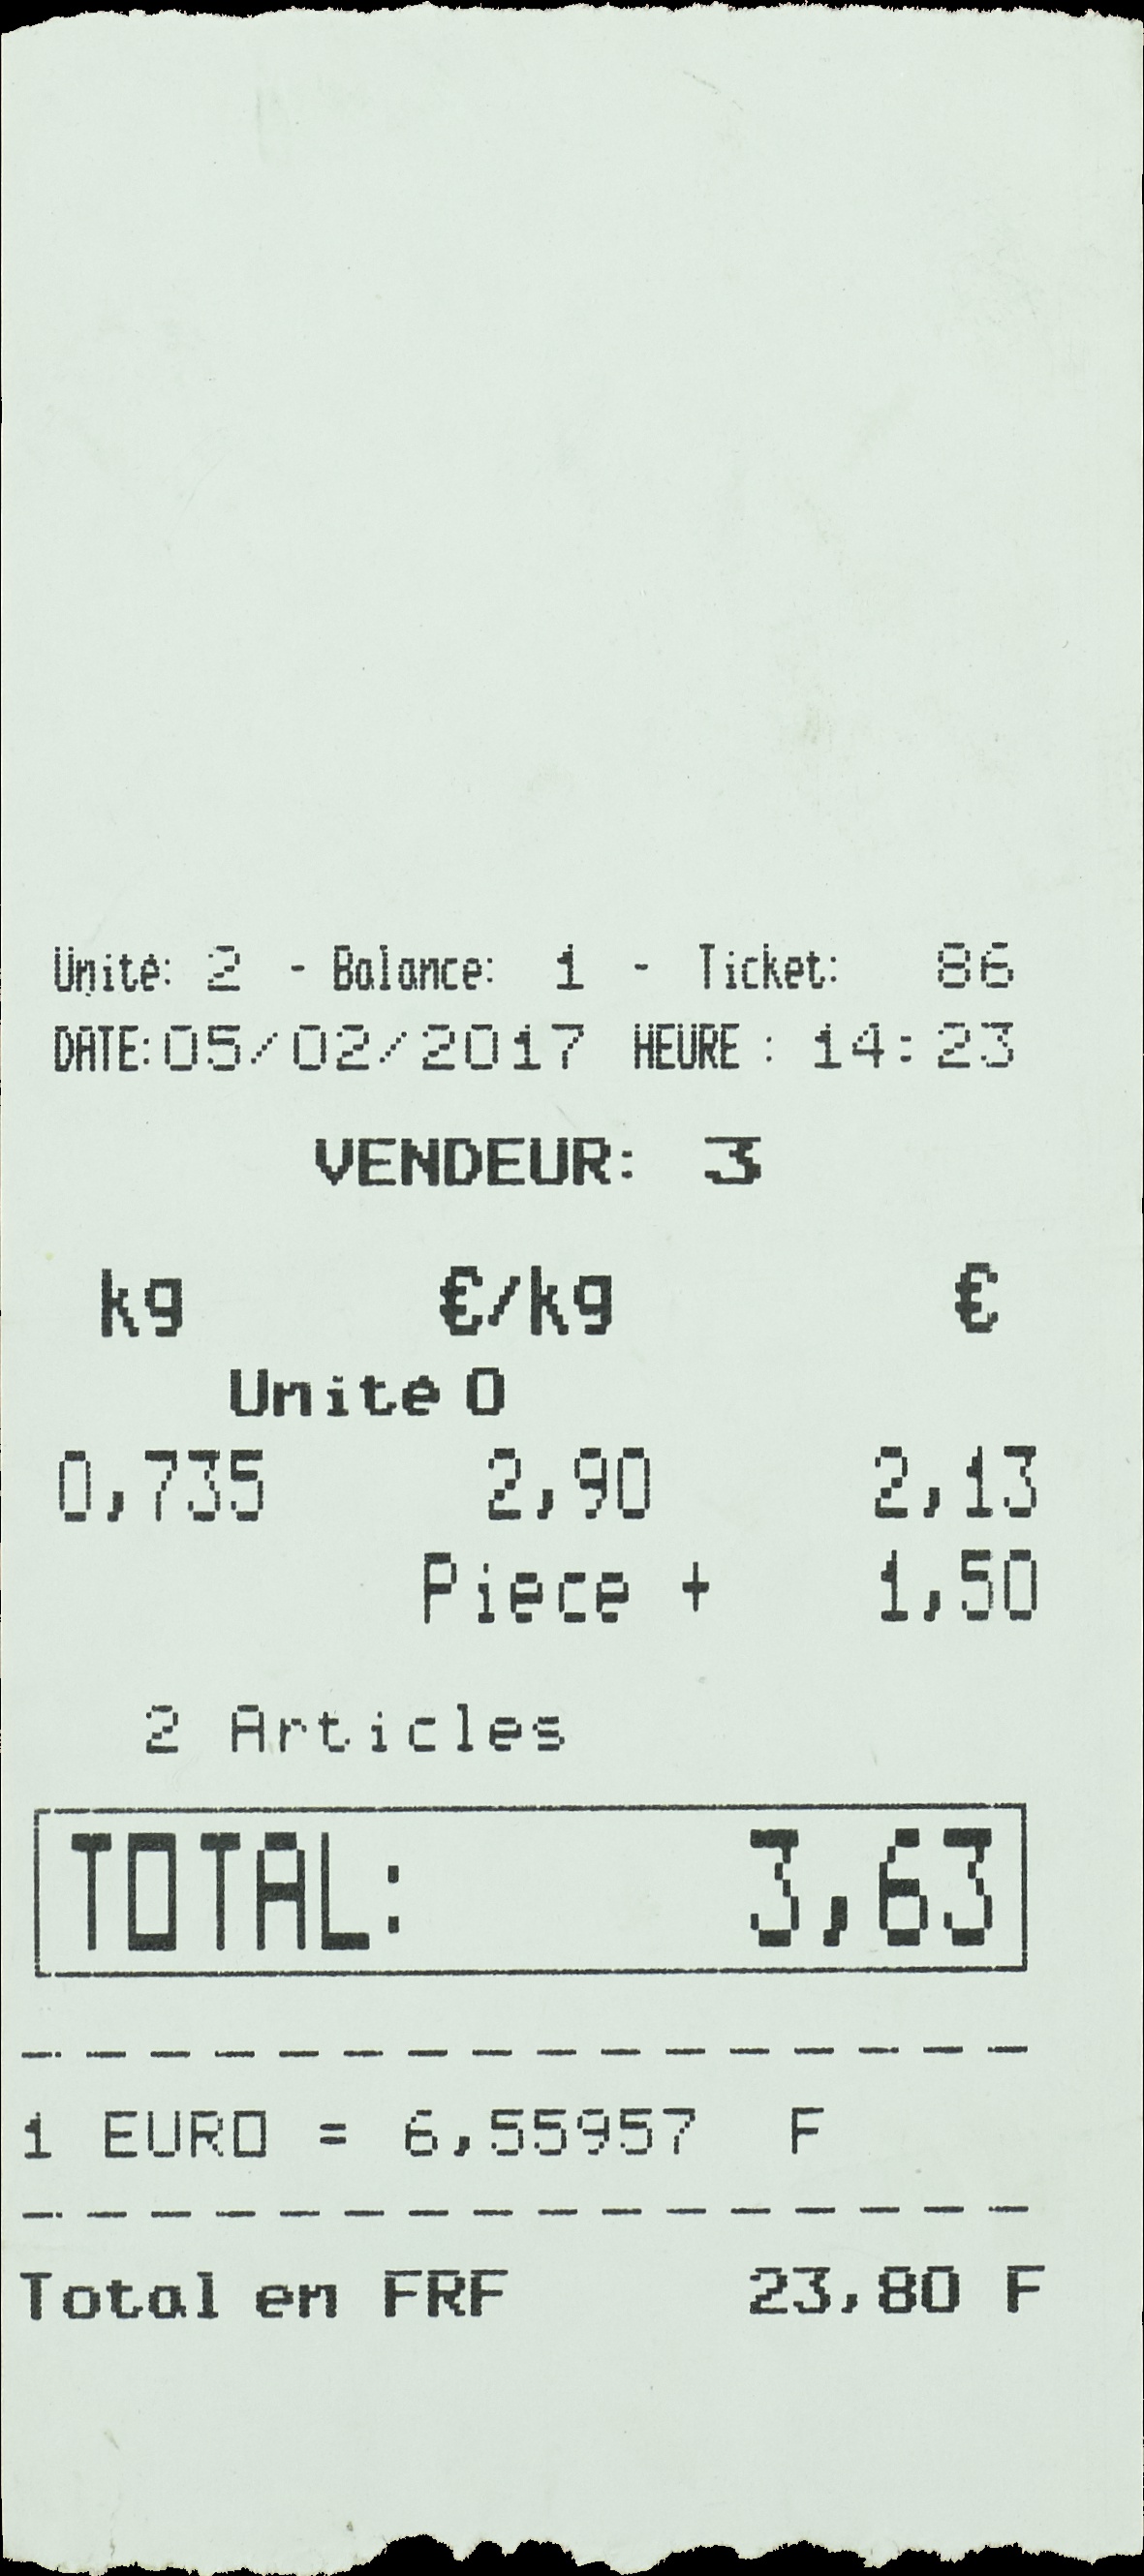 Unité: 2 - Balance: 1 - Ticket: 86
DATE:05/02/2017 HEURE : 14:23
VENDEUR: 3
kg €/kg €
Unité 0
0,735 2,90 2,13
Piece + 1,50
2 Articles
TOTAL: 3,63
1 EURO = 6,55957 F
Total en FRF 23,80 F